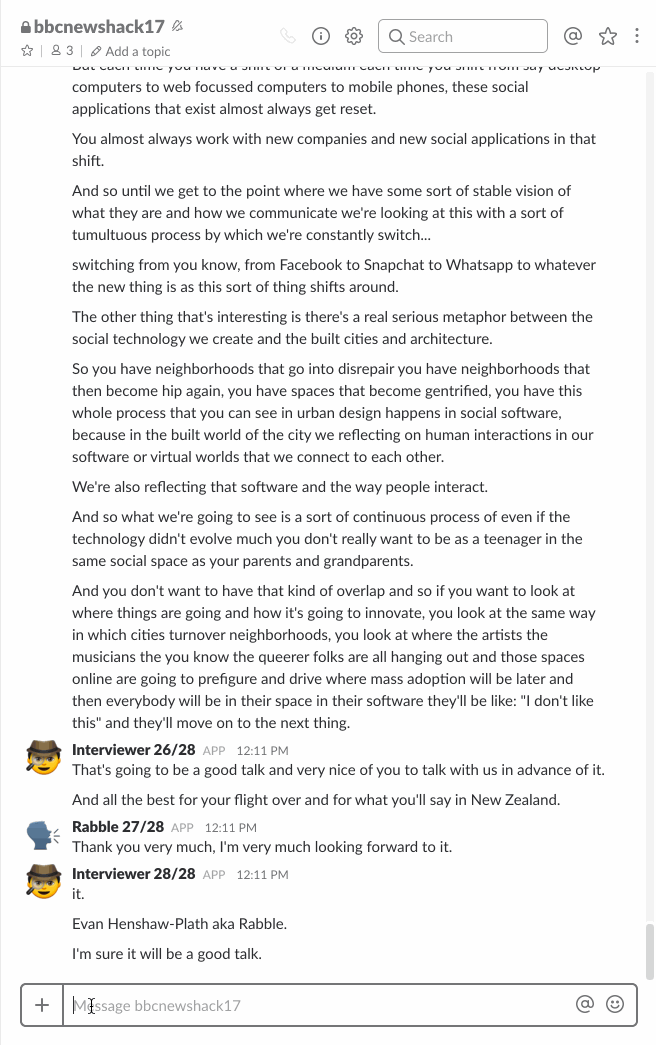 bbcnewshack17
3 | Add a topic
Search
But each time you have a shift of a medium each time you shift from say desktop
computers to web focussed computers to mobile phones, these social
applications that exist almost always get reset.
You almost always work with new companies and new social applications in that
shift.
And so until we get to the point where we have some sort of stable vision of
what they are and how we communicate we're looking at this with a sort of
tumultuous process by which we're constantly switch...
switching from you know, from Facebook to Snapchat to Whatsapp to whatever
the new thing is as this sort of thing shifts around.
The other thing that's interesting is there's a real serious metaphor between the
social technology we create and the built cities and architecture.
So you have neighborhoods that go into disrepair you have neighborhoods that
then become hip again, you have spaces that become gentrified, you have this
whole process that you can see in urban design happens in social software,
because in the built world of the city we reflecting on human interactions in our
software or virtual worlds that we connect to each other.
We're also reflecting that software and the way people interact.
And so what we're going to see is a sort of continuous process of even if the
technology didn't evolve much you don't really want to be as a teenager in the
same social space as your parents and grandparents.
And you don't want to have that kind of overlap and so if you want to look at
where things are going and how it's going to innovate, you look at the same way
in which cities turnover neighborhoods, you look at where the artists the
musicians the you know the queerer folks are all hanging out and those spaces
online are going to prefigure and drive where mass adoption will be later and
then everybody will be in their space in their software they'll be like: "I don't like
this" and they'll move on to the next thing.
Interviewer 26/28 APP 12:11 PM
That's going to be a good talk and very nice of you to talk with us in advance of it.
And all the best for your flight over and for what you'll say in New Zealand.
Rabble 27/28 APP 12:11 PM
Thank you very much, I'm very much looking forward to it.
Interviewer 28/28 APP 12:11 PM
it.
Evan Henshaw-Plath aka Rabble.
I'm sure it will be a good talk.
Message bbcnewshack17